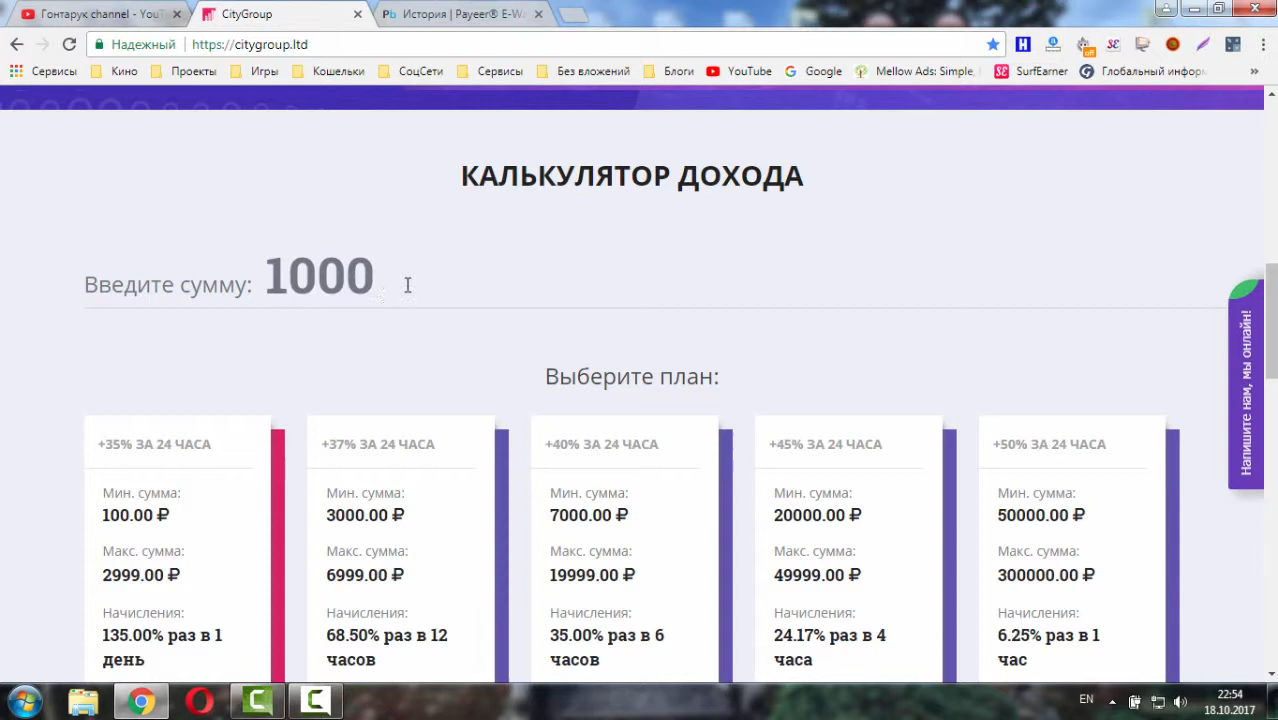 Гонтарук channel - YouT
CityGroup
История | Payeer® E-Wa
Надежный
https://citygroup.ltd
Сервисы
Кино
Проекты
Игры
Кошельки
СоцСети
Сервисы
Без вложений
Блоги
YouTube
Google
Mellow Ads: Simple,
SurfEarner
Глобальный инфор
КАЛЬКУЛЯТОР ДОХОДА
Введите сумму: 1000
Напишите нам, мы онлайн!
Выберите план:
+35% ЗА 24 ЧАСА
Мин. сумма:
100.00 ₽
Макс. сумма:
2999.00 ₽
Начисления:
135.00% раз в 1
день
+37% ЗА 24 ЧАСА
Мин. сумма:
3000.00 ₽
Макс. сумма:
6999.00 ₽
Начисления:
68.50% раз в 12
часов
+40% ЗА 24 ЧАСА
Мин. сумма:
7000.00 ₽
Макс. сумма:
19999.00 ₽
Начисления:
35.00% раз в 6
часов
+45% ЗА 24 ЧАСА
Мин. сумма:
20000.00 ₽
Макс. сумма:
49999.00 ₽
Начисления:
24.17% раз в 4
часа
+50% ЗА 24 ЧАСА
Мин. сумма:
50000.00 ₽
Макс. сумма:
300000.00 ₽
Начисления:
6.25% раз в 1
час
EN
22:54
18.10.2017